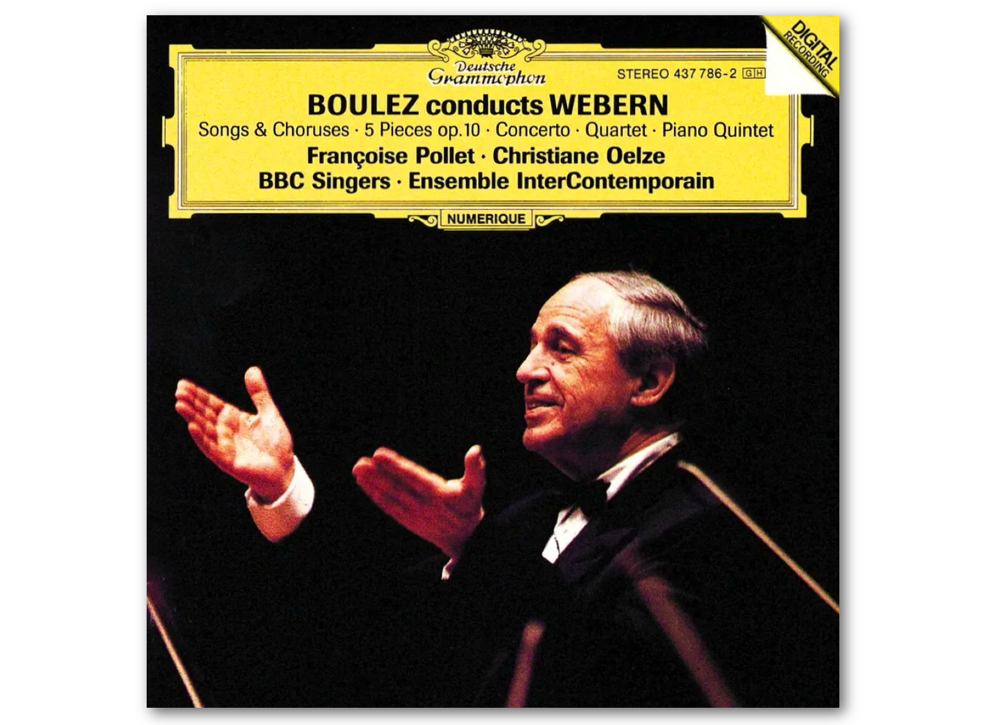 DIGITAL
RECORDING
Deutsche
Grammophon
STEREO 437 786-2 GH
BOULEZ conducts WEBERN
Songs & Choruses · 5 Pieces op.10 · Concerto · Quartet · Piano Quintet
Françoise Pollet · Christiane Oelze
BBC Singers · Ensemble InterContemporain
NUMERIQUE